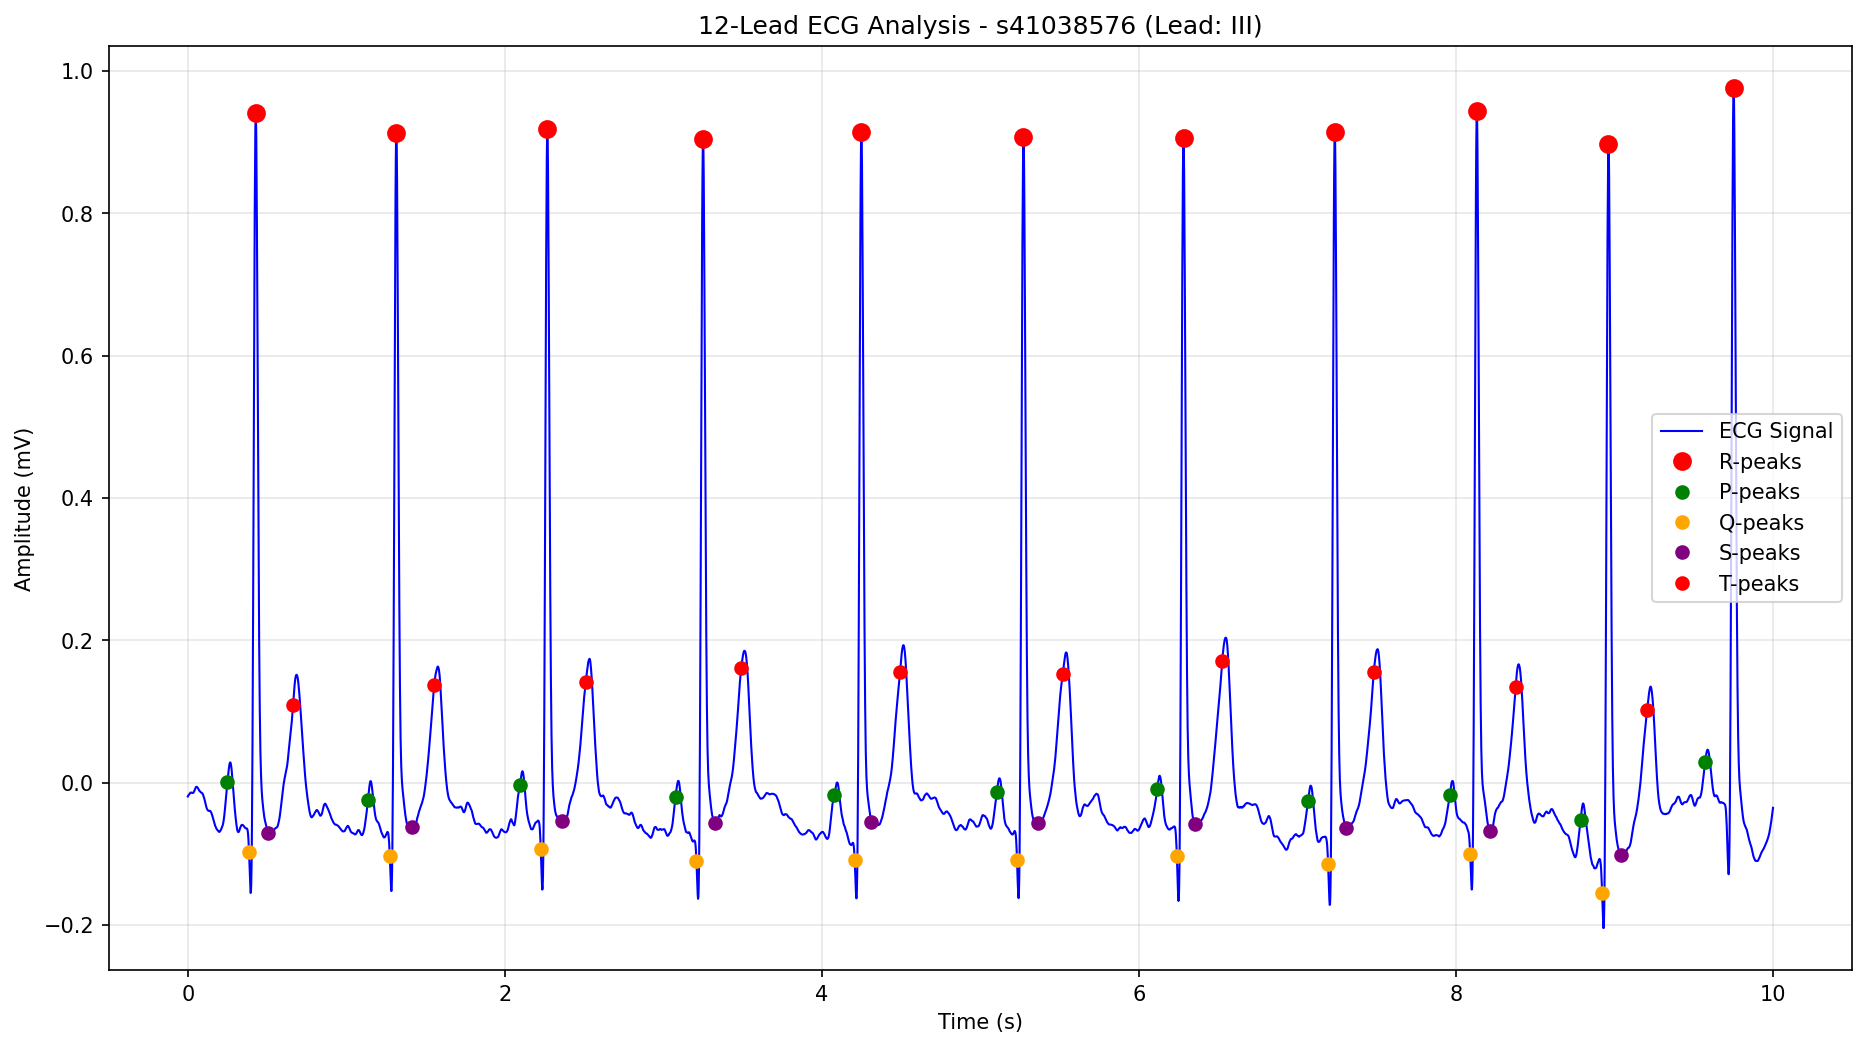 12-Lead ECG Analysis - s41038576 (Lead: III)
Amplitude (mV)
1.0
0.8
0.6
0.4
0.2
0.0
−0.2
ECG Signal
R-peaks
P-peaks
Q-peaks
S-peaks
T-peaks
0 2 4 6 8 10
Time (s)